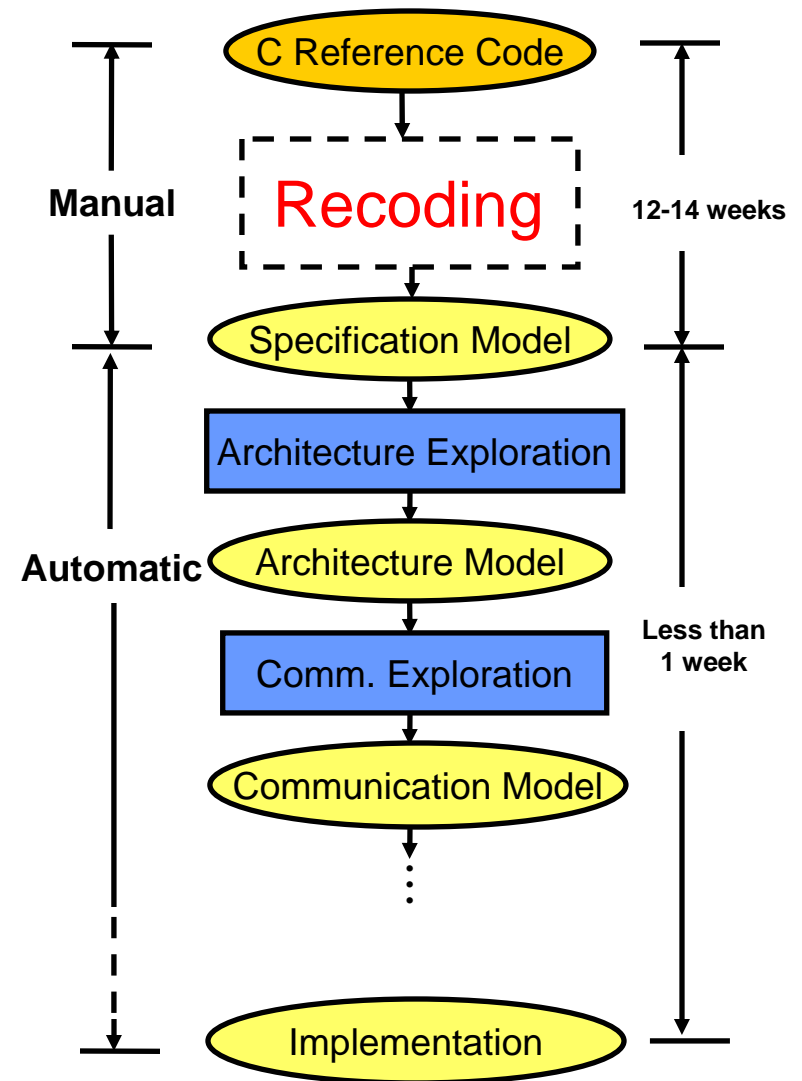 C Reference Code
Recoding
Manual
12-14 weeks
Specification Model
Architecture Exploration
Automatic
Architecture Model
Less than
1 week
Comm. Exploration
Communication Model
⋮
Implementation